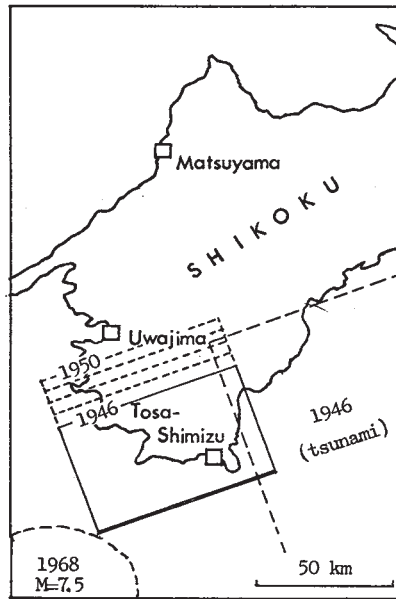 Matsuyama
SHIKOKU
Uwajima
1950
1946
Tosa-
Shimizu
1946
(tsunami)
1968
M=7.5
50 km